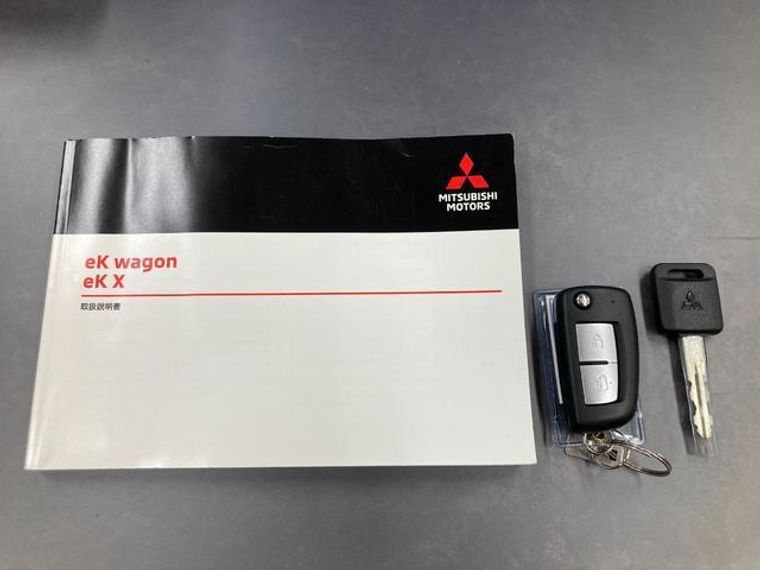 MITSUBISHI
MOTORS
eK wagon
eK X
取扱説明書